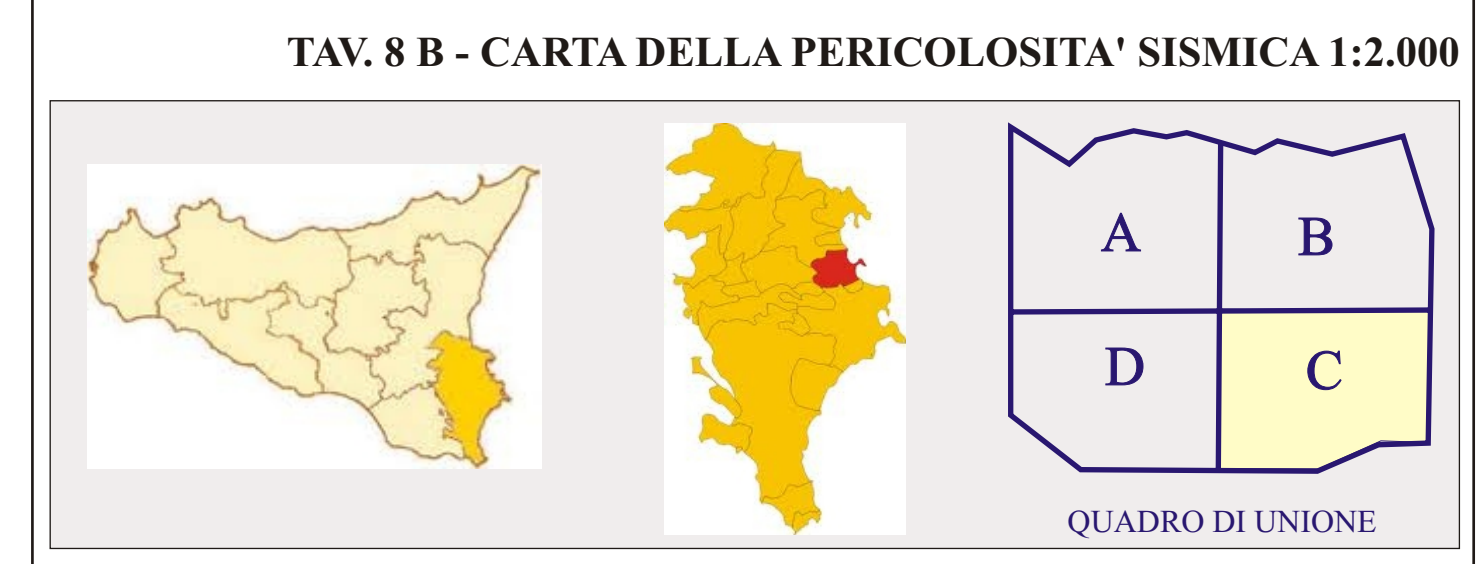 TAV. 8 B - CARTA DELLA PERICOLOSITA' SISMICA 1:2.000
A
B
D
C
QUADRO DI UNIONE